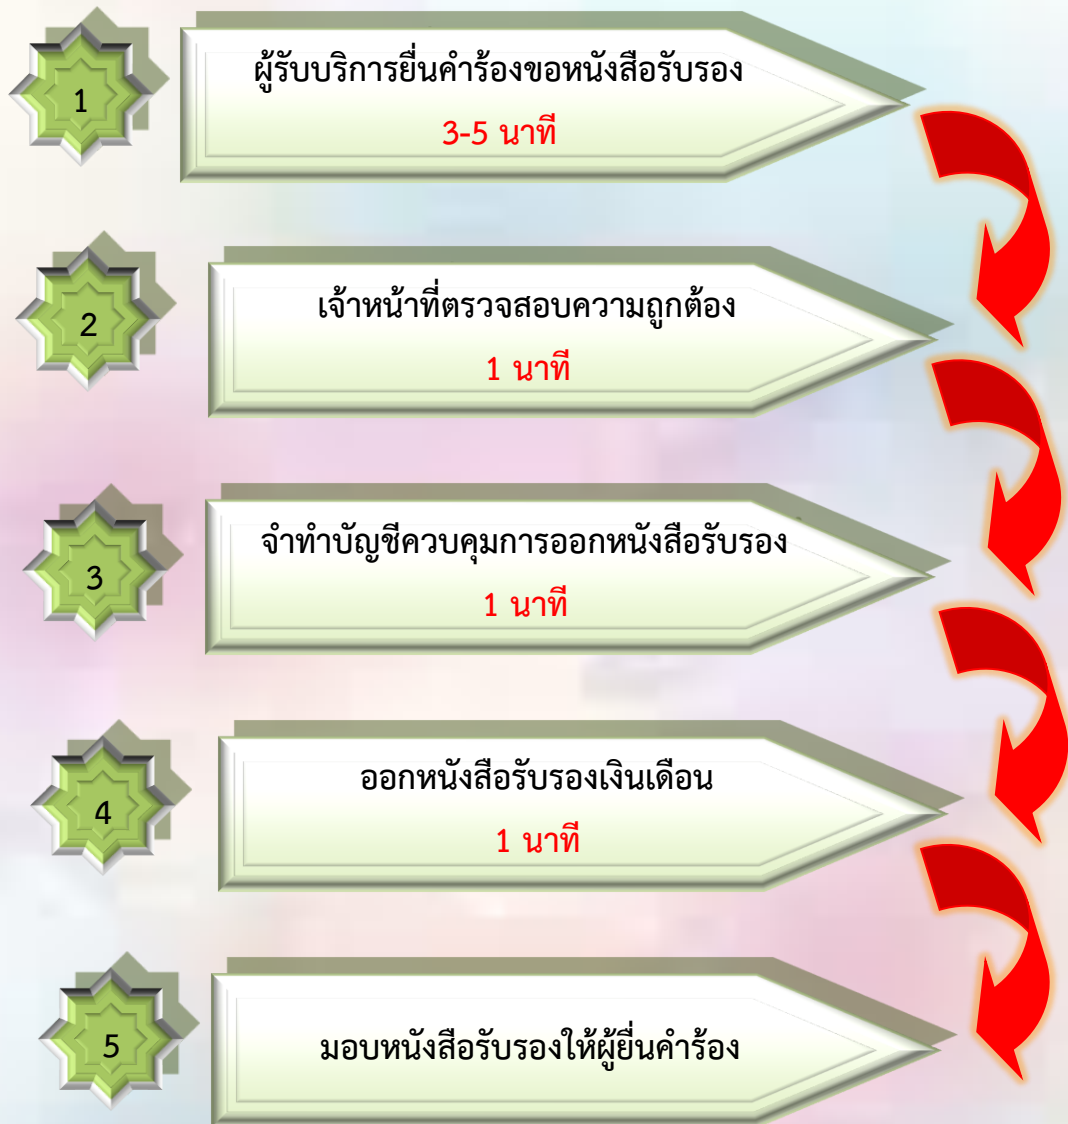 1
ผู้รับบริการยื่นคำร้องขอหนังสือรับรอง
3-5 นาที
2
เจ้าหน้าที่ตรวจสอบความถูกต้อง
1 นาที
3
จำทำบัญชีควบคุมการออกหนังสือรับรอง
1 นาที
4
ออกหนังสือรับรองเงินเดือน
1 นาที
5
มอบหนังสือรับรองให้ผู้ยื่นคำร้อง